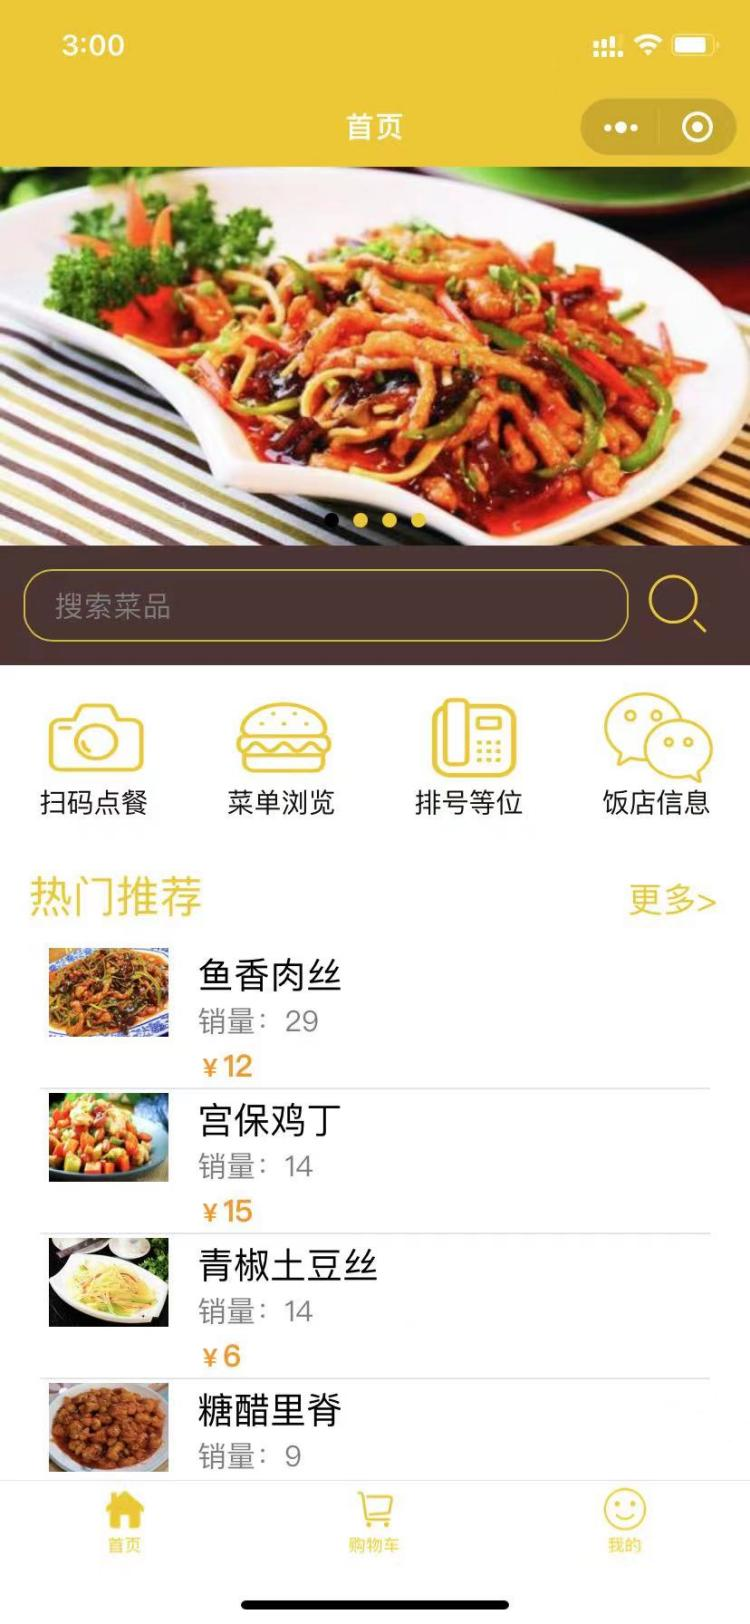 3:00
首页
搜索菜品
扫码点餐 菜单浏览 排号等位 饭店信息
热门推荐 更多>
鱼香肉丝
销量：29
¥12
宫保鸡丁
销量：14
¥15
青椒土豆丝
销量：14
¥6
糖醋里脊
销量：9
首页 购物车 我的